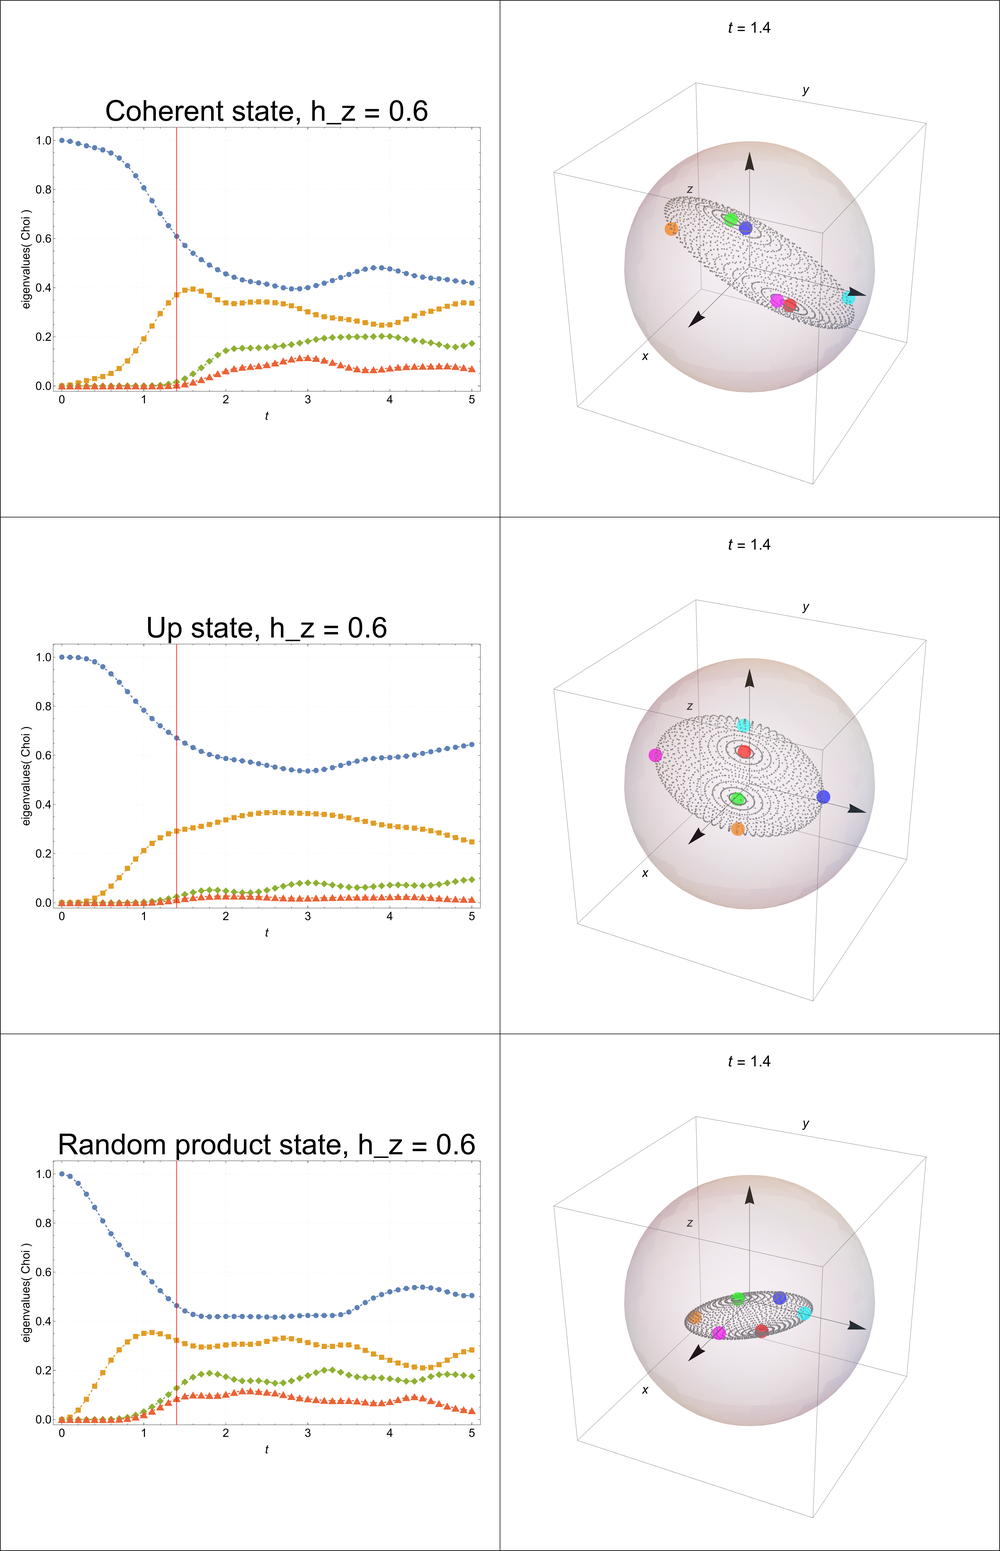 t = 1.4
Coherent state, h_z = 0.6
eigenvalues( Choi )
1.0
0.8
0.6
0.4
0.2
0.0
0 1 2 3 4 5
t
y
z
x
t = 1.4
Up state, h_z = 0.6
eigenvalues( Choi )
1.0
0.8
0.6
0.4
0.2
0.0
0 1 2 3 4 5
t
y
z
x
t = 1.4
Random product state, h_z = 0.6
eigenvalues( Choi )
1.0
0.8
0.6
0.4
0.2
0.0
0 1 2 3 4 5
t
y
z
x